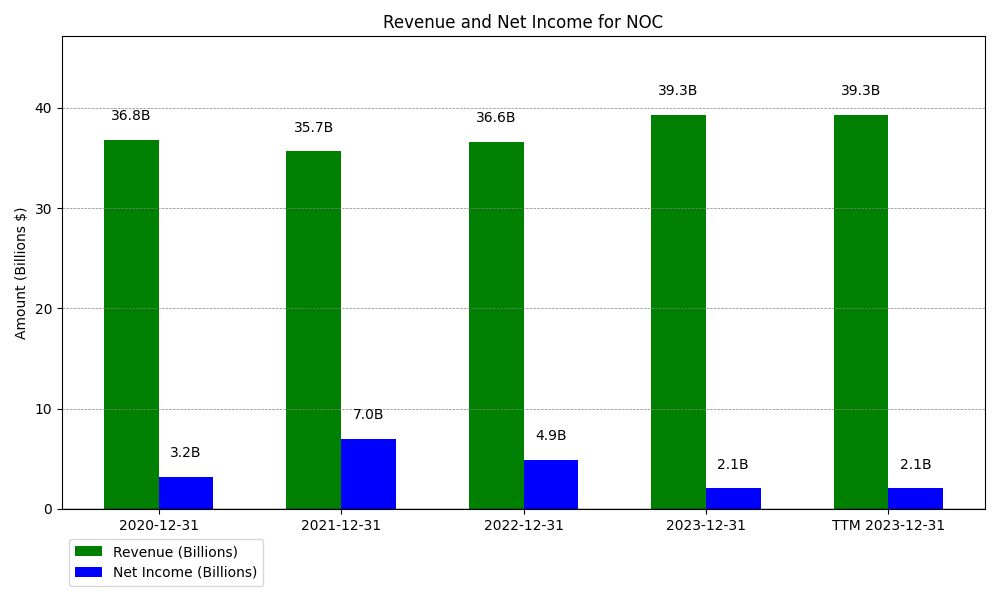 Revenue and Net Income for NOC
Amount (Billions $)
40
30
20
10
0
36.8B
35.7B
36.6B
39.3B
39.3B
3.2B
7.0B
4.9B
2.1B
2.1B
2020-12-31
2021-12-31
2022-12-31
2023-12-31
TTM 2023-12-31
Revenue (Billions)
Net Income (Billions)